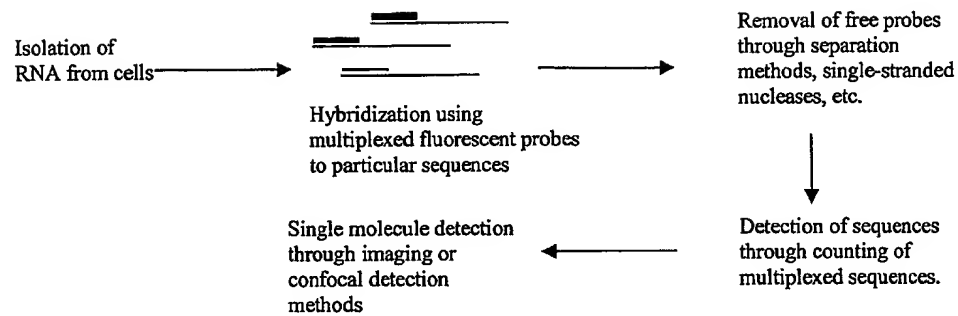 Isolation of
RNA from cells
Hybridization using
multiplexed fluorescent probes
to particular sequences
Removal of free probes
through separation
methods, single-stranded
nucleases, etc.
Detection of sequences
through counting of
multiplexed sequences.
Single molecule detection
through imaging or
confocal detection
methods